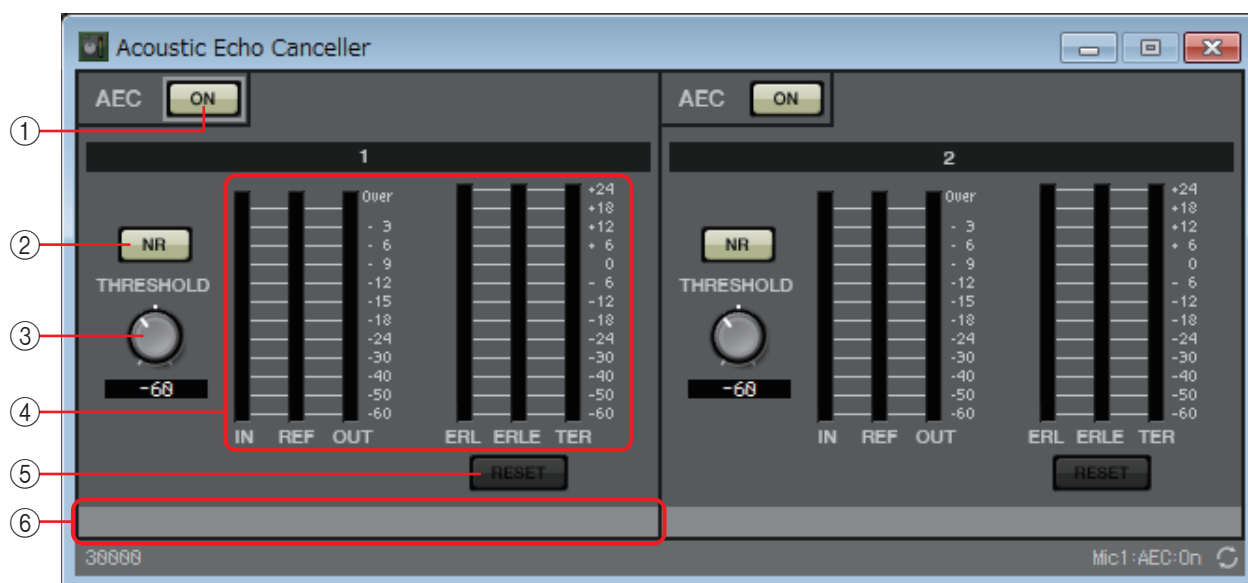 Acoustic Echo Canceller
AEC ON AEC ON
①
1 2
Over +24 Over +24
+18 +18
- 3 +12 - 3 +12
② NR - 6 + 6 NR - 6 + 6
- 9 0 - 9 0
THRESHOLD -12 - 6 THRESHOLD -12 - 6
-15 -12 -15 -12
-18 -18 -18 -18
③ -24 -24 -24 -24
-30 -30 -30 -30
-60 -40 -40 -60 -40 -40
-50 -50 -50 -50
④ -60 -60 -60 -60
IN REF OUT ERL ERLE TER IN REF OUT ERL ERLE TER
⑤ RESET RESET
⑥
30000 Mic1:AEC:On